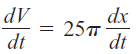 dV/dt = 25π dx/dt